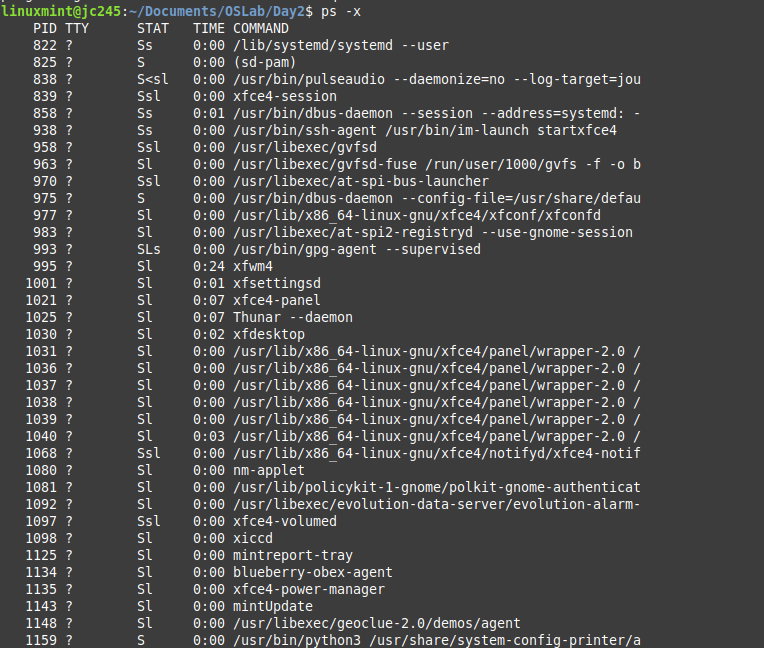 linuxmint@jc245:~/Documents/OSLab/Day2$ ps -x
PID TTY STAT TIME COMMAND
822 ? Ss 0:00 /lib/systemd/systemd --user
825 ? S 0:00 (sd-pam)
838 ? S<sl 0:00 /usr/bin/pulseaudio --daemonize=no --log-target=jou
839 ? Ssl 0:00 xfce4-session
858 ? Ss 0:01 /usr/bin/dbus-daemon --session --address=systemd: -
938 ? Ss 0:00 /usr/bin/ssh-agent /usr/bin/im-launch startxfce4
958 ? Ssl 0:00 /usr/libexec/gvfsd
963 ? Sl 0:00 /usr/libexec/gvfsd-fuse /run/user/1000/gvfs -f -o b
970 ? Ssl 0:00 /usr/libexec/at-spi-bus-launcher
975 ? S 0:00 /usr/bin/dbus-daemon --config-file=/usr/share/defau
977 ? Sl 0:00 /usr/lib/x86_64-linux-gnu/xfce4/xfconf/xfconfd
983 ? Sl 0:00 /usr/libexec/at-spi2-registryd --use-gnome-session
993 ? SLs 0:00 /usr/bin/gpg-agent --supervised
995 ? Sl 0:24 xfwm4
1001 ? Sl 0:01 xfsettingsd
1021 ? Sl 0:07 xfce4-panel
1025 ? Sl 0:07 Thunar --daemon
1030 ? Sl 0:02 xfdesktop
1031 ? Sl 0:00 /usr/lib/x86_64-linux-gnu/xfce4/panel/wrapper-2.0 /
1036 ? Sl 0:00 /usr/lib/x86_64-linux-gnu/xfce4/panel/wrapper-2.0 /
1037 ? Sl 0:00 /usr/lib/x86_64-linux-gnu/xfce4/panel/wrapper-2.0 /
1038 ? Sl 0:00 /usr/lib/x86_64-linux-gnu/xfce4/panel/wrapper-2.0 /
1039 ? Sl 0:00 /usr/lib/x86_64-linux-gnu/xfce4/panel/wrapper-2.0 /
1040 ? Sl 0:03 /usr/lib/x86_64-linux-gnu/xfce4/panel/wrapper-2.0 /
1068 ? Ssl 0:00 /usr/lib/x86_64-linux-gnu/xfce4/notifyd/xfce4-notif
1080 ? Sl 0:00 nm-applet
1081 ? Sl 0:00 /usr/lib/policykit-1-gnome/polkit-gnome-authenticat
1092 ? Sl 0:00 /usr/libexec/evolution-data-server/evolution-alarm-
1097 ? Ssl 0:00 xfce4-volumed
1098 ? Sl 0:00 xiccd
1125 ? Sl 0:00 mintreport-tray
1134 ? Sl 0:00 blueberry-obex-agent
1135 ? Sl 0:00 xfce4-power-manager
1143 ? Sl 0:00 mintUpdate
1148 ? Sl 0:00 /usr/libexec/geoclue-2.0/demos/agent
1159 ? S 0:00 /usr/bin/python3 /usr/share/system-config-printer/a